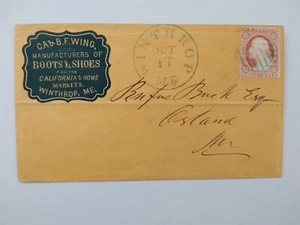 C. & B. F. WING,
MANUFACTURERS OF
BOOTS & SHOES
FOR THE
CALIFORNIA & HOME
MARKETS.
WINTHROP, ME.
WINTHROP
OCT
17
ME
Rufus Buck Esq
Orland
Me